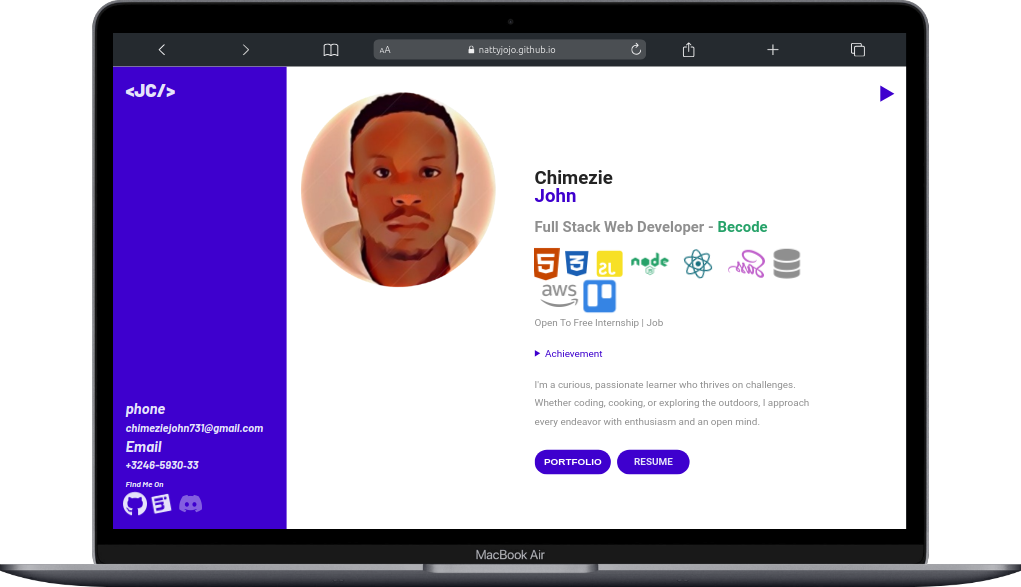 AA
nattyjojo.github.io
<JC/>
Chimezie
John
Full Stack Web Developer - Becode
5
3
node
aws
Open To Free Internship | Job
Achievement
I'm a curious, passionate learner who thrives on challenges.
Whether coding, cooking, or exploring the outdoors, I approach
every endeavor with enthusiasm and an open mind.
PORTFOLIO RESUME
phone
chimeziejohn731@gmail.com
Email
+3246-5930-33
Find Me On
MacBook Air